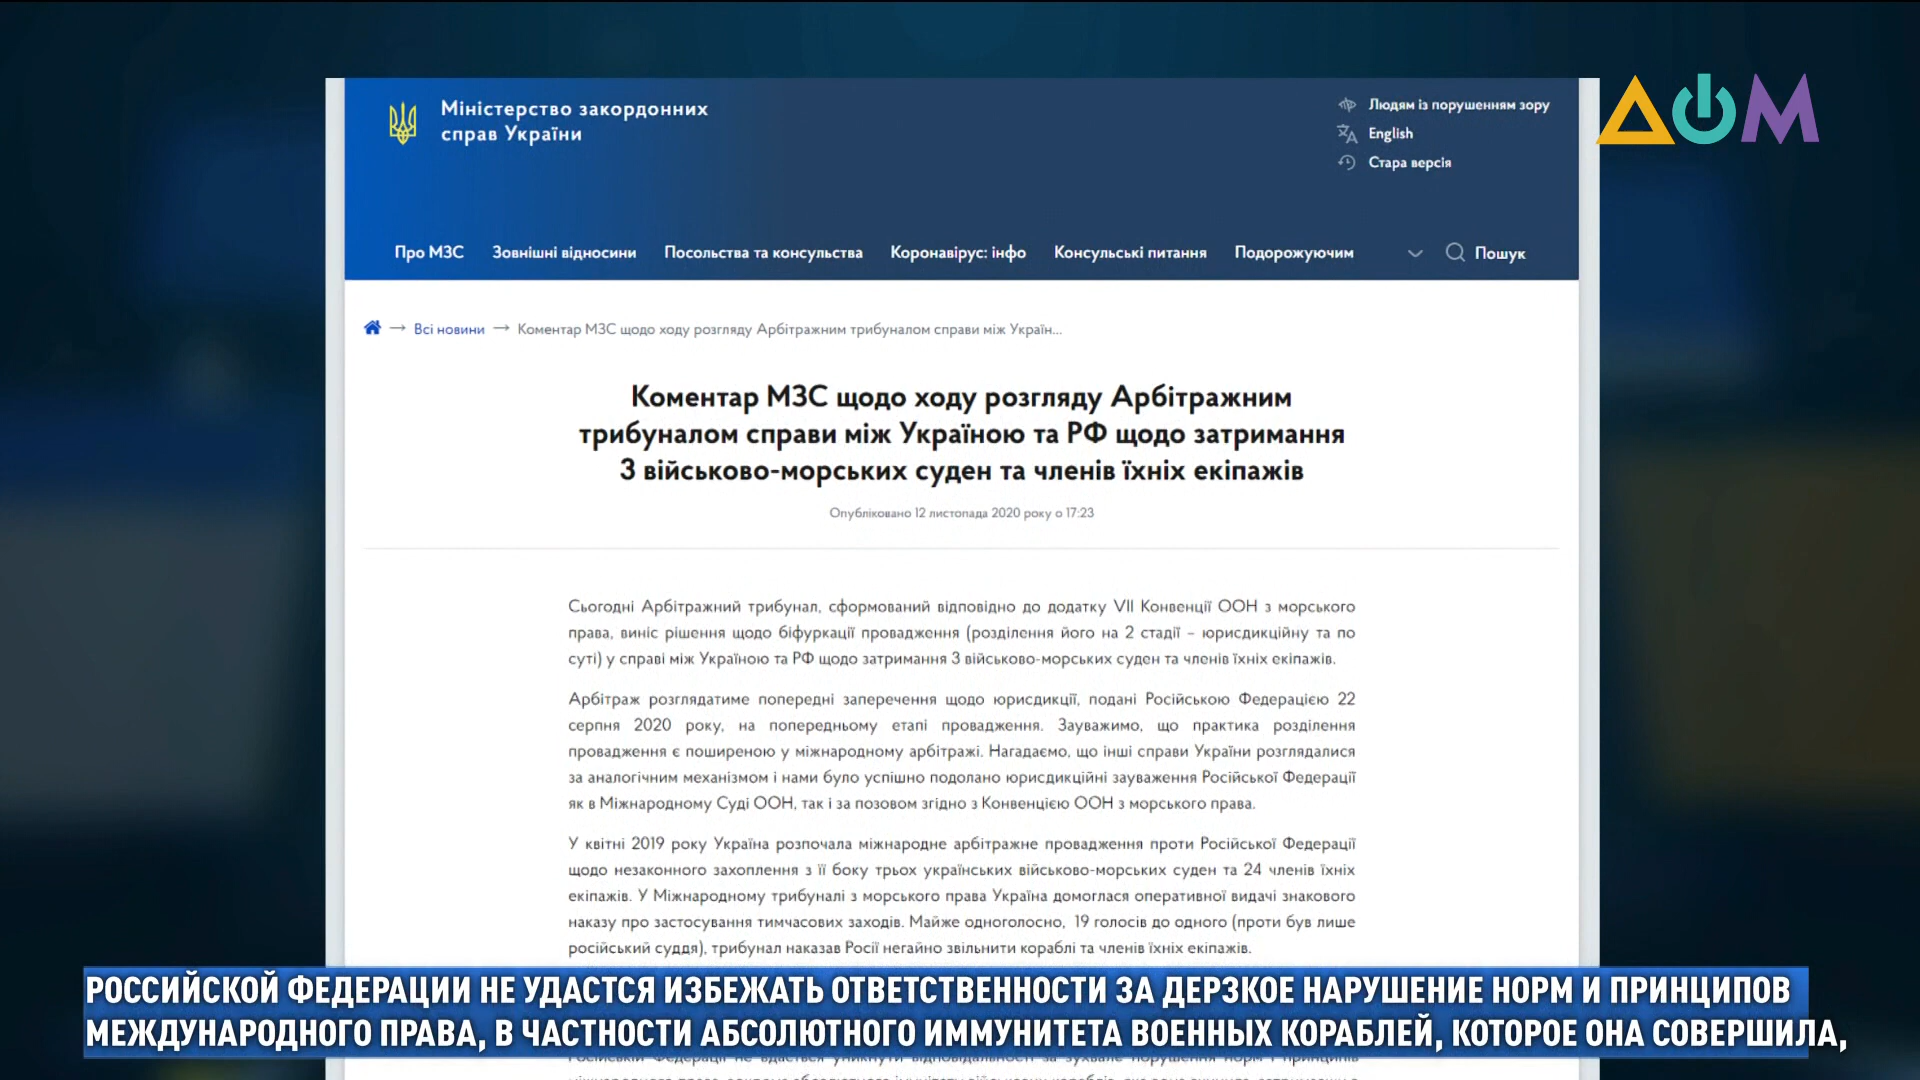 Міністерство закордонних
справ України
Людям із порушенням зору
English
Стара версія
ДОМ
Про МЗС Зовнішні відносини Посольства та консульства Коронавірус: інфо Консульські питання Подорожуючим Пошук
Всі новини → Коментар МЗС щодо ходу розгляду Арбітражним трибуналом справи між Україн...
Коментар МЗС щодо ходу розгляду Арбітражним
трибуналом справи між Україною та РФ щодо затримання
3 військово-морських суден та членів їхніх екіпажів
Опубліковано 12 листопада 2020 року о 17:23
Сьогодні Арбітражний трибунал, сформований відповідно до додатку VII Конвенції ООН з морського
права, виніс рішення щодо біфуркації провадження (розділення його на 2 стадії – юрисдикційну та по
суті) у справі між Україною та РФ щодо затримання 3 військово-морських суден та членів їхніх екіпажів.
Арбітраж розглядатиме попередні заперечення щодо юрисдикції, подані Російською Федерацією 22
серпня 2020 року, на попередньому етапі провадження. Зауважимо, що практика розділення
провадження є поширеною у міжнародному арбітражі. Нагадаємо, що інші справи України розглядалися
за аналогічним механізмом і нами було успішно подолано юрисдикційні зауваження Російської Федерації
як в Міжнародному Суді ООН, так і за позовом згідно з Конвенцією ООН з морського права.
У квітні 2019 року Україна розпочала міжнародне арбітражне провадження проти Російської Федерації
щодо незаконного захоплення з її боку трьох українських військово-морських суден та 24 членів їхніх
екіпажів. У Міжнародному трибуналі з морського права Україна домоглася оперативної видачі знакового
наказу про застосування тимчасових заходів. Майже одноголосно, 19 голосів до одного (проти був лише
російський суддя), трибунал наказав Росії негайно звільнити кораблі та членів їхніх екіпажів.
РОССИЙСКОЙ ФЕДЕРАЦИИ НЕ УДАСТСЯ ИЗБЕЖАТЬ ОТВЕТСТВЕННОСТИ ЗА ДЕРЗКОЕ НАРУШЕНИЕ НОРМ И ПРИНЦИПОВ
МЕЖДУНАРОДНОГО ПРАВА, В ЧАСТНОСТИ АБСОЛЮТНОГО ИММУНИТЕТА ВОЕННЫХ КОРАБЛЕЙ, КОТОРОЕ ОНА СОВЕРШИЛА,